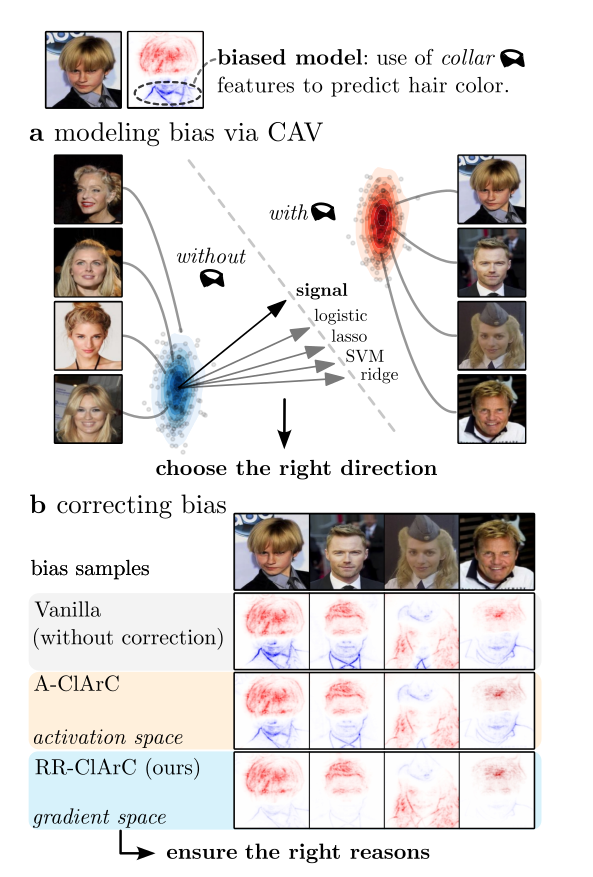 biased model: use of collar
features to predict hair color.
a modeling bias via CAV
with
without
signal
logistic
lasso
SVM
ridge
choose the right direction
b correcting bias
bias samples
Vanilla
(without correction)
A-ClArC
activation space
RR-ClArC (ours)
gradient space
ensure the right reasons